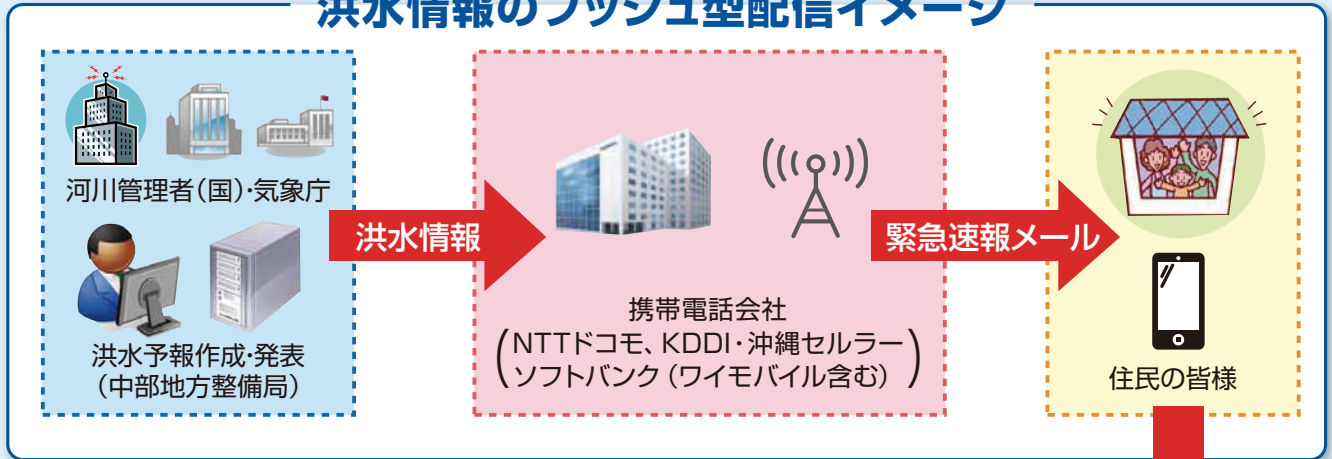 洪水情報のプッシュ型配信イメージ
河川管理者(国)･気象庁
洪水予報作成･発表
(中部地方整備局)
洪水情報
携帯電話会社
(NTTドコモ、KDDI･沖縄セルラー
ソフトバンク(ワイモバイル含む))
緊急速報メール
住民の皆様